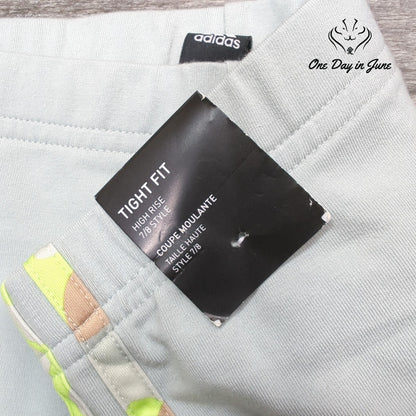 adidas
One Day in June
TIGHT FIT
HIGH RISE
7/8 STYLE
COUPE MOULANTE
TAILLE HAUTE
STYLE 7/8